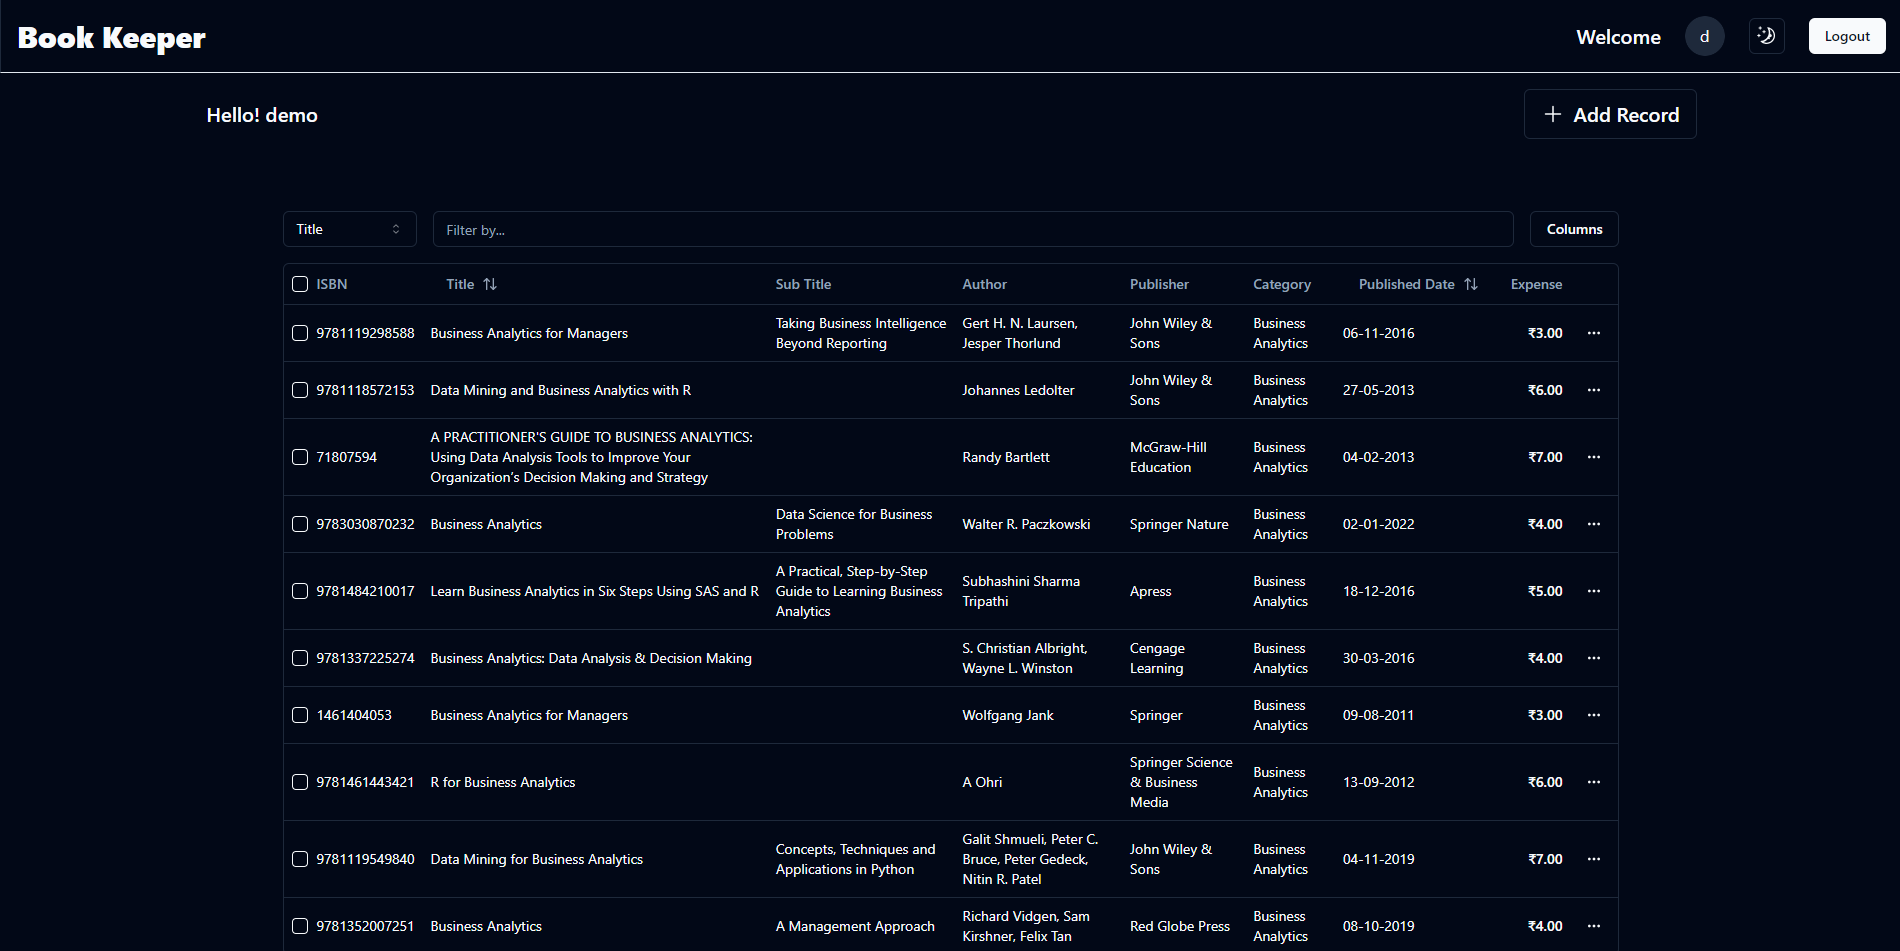 Book Keeper
Welcome d Logout
Hello! demo
Add Record
Title Filter by... Columns
ISBN Title Sub Title Author Publisher Category Published Date Expense
9781119298588 Business Analytics for Managers Taking Business Intelligence Beyond Reporting Gert H. N. Laursen, Jesper Thorlund John Wiley & Sons Business Analytics 06-11-2016 ₹3.00 ...
9781118572153 Data Mining and Business Analytics with R Johannes Ledolter John Wiley & Sons Business Analytics 27-05-2013 ₹6.00 ...
71807594 A PRACTITIONER'S GUIDE TO BUSINESS ANALYTICS: Using Data Analysis Tools to Improve Your Organization's Decision Making and Strategy Randy Bartlett McGraw-Hill Education Business Analytics 04-02-2013 ₹7.00 ...
9783030870232 Business Analytics Data Science for Business Problems Walter R. Paczkowski Springer Nature Business Analytics 02-01-2022 ₹4.00 ...
9781484210017 Learn Business Analytics in Six Steps Using SAS and R A Practical, Step-by-Step Guide to Learning Business Analytics Subhashini Sharma Tripathi Apress Business Analytics 18-12-2016 ₹5.00 ...
9781337225274 Business Analytics: Data Analysis & Decision Making S. Christian Albright, Wayne L. Winston Cengage Learning Business Analytics 30-03-2016 ₹4.00 ...
1461404053 Business Analytics for Managers Wolfgang Jank Springer Business Analytics 09-08-2011 ₹3.00 ...
9781461443421 R for Business Analytics A Ohri Springer Science & Business Media Business Analytics 13-09-2012 ₹6.00 ...
9781119549840 Data Mining for Business Analytics Concepts, Techniques and Applications in Python Galit Shmueli, Peter C. Bruce, Peter Gedeck, Nitin R. Patel John Wiley & Sons Business Analytics 04-11-2019 ₹7.00 ...
9781352007251 Business Analytics A Management Approach Richard Vidgen, Sam Kirshner, Felix Tan Red Globe Press Business Analytics 08-10-2019 ₹4.00 ...